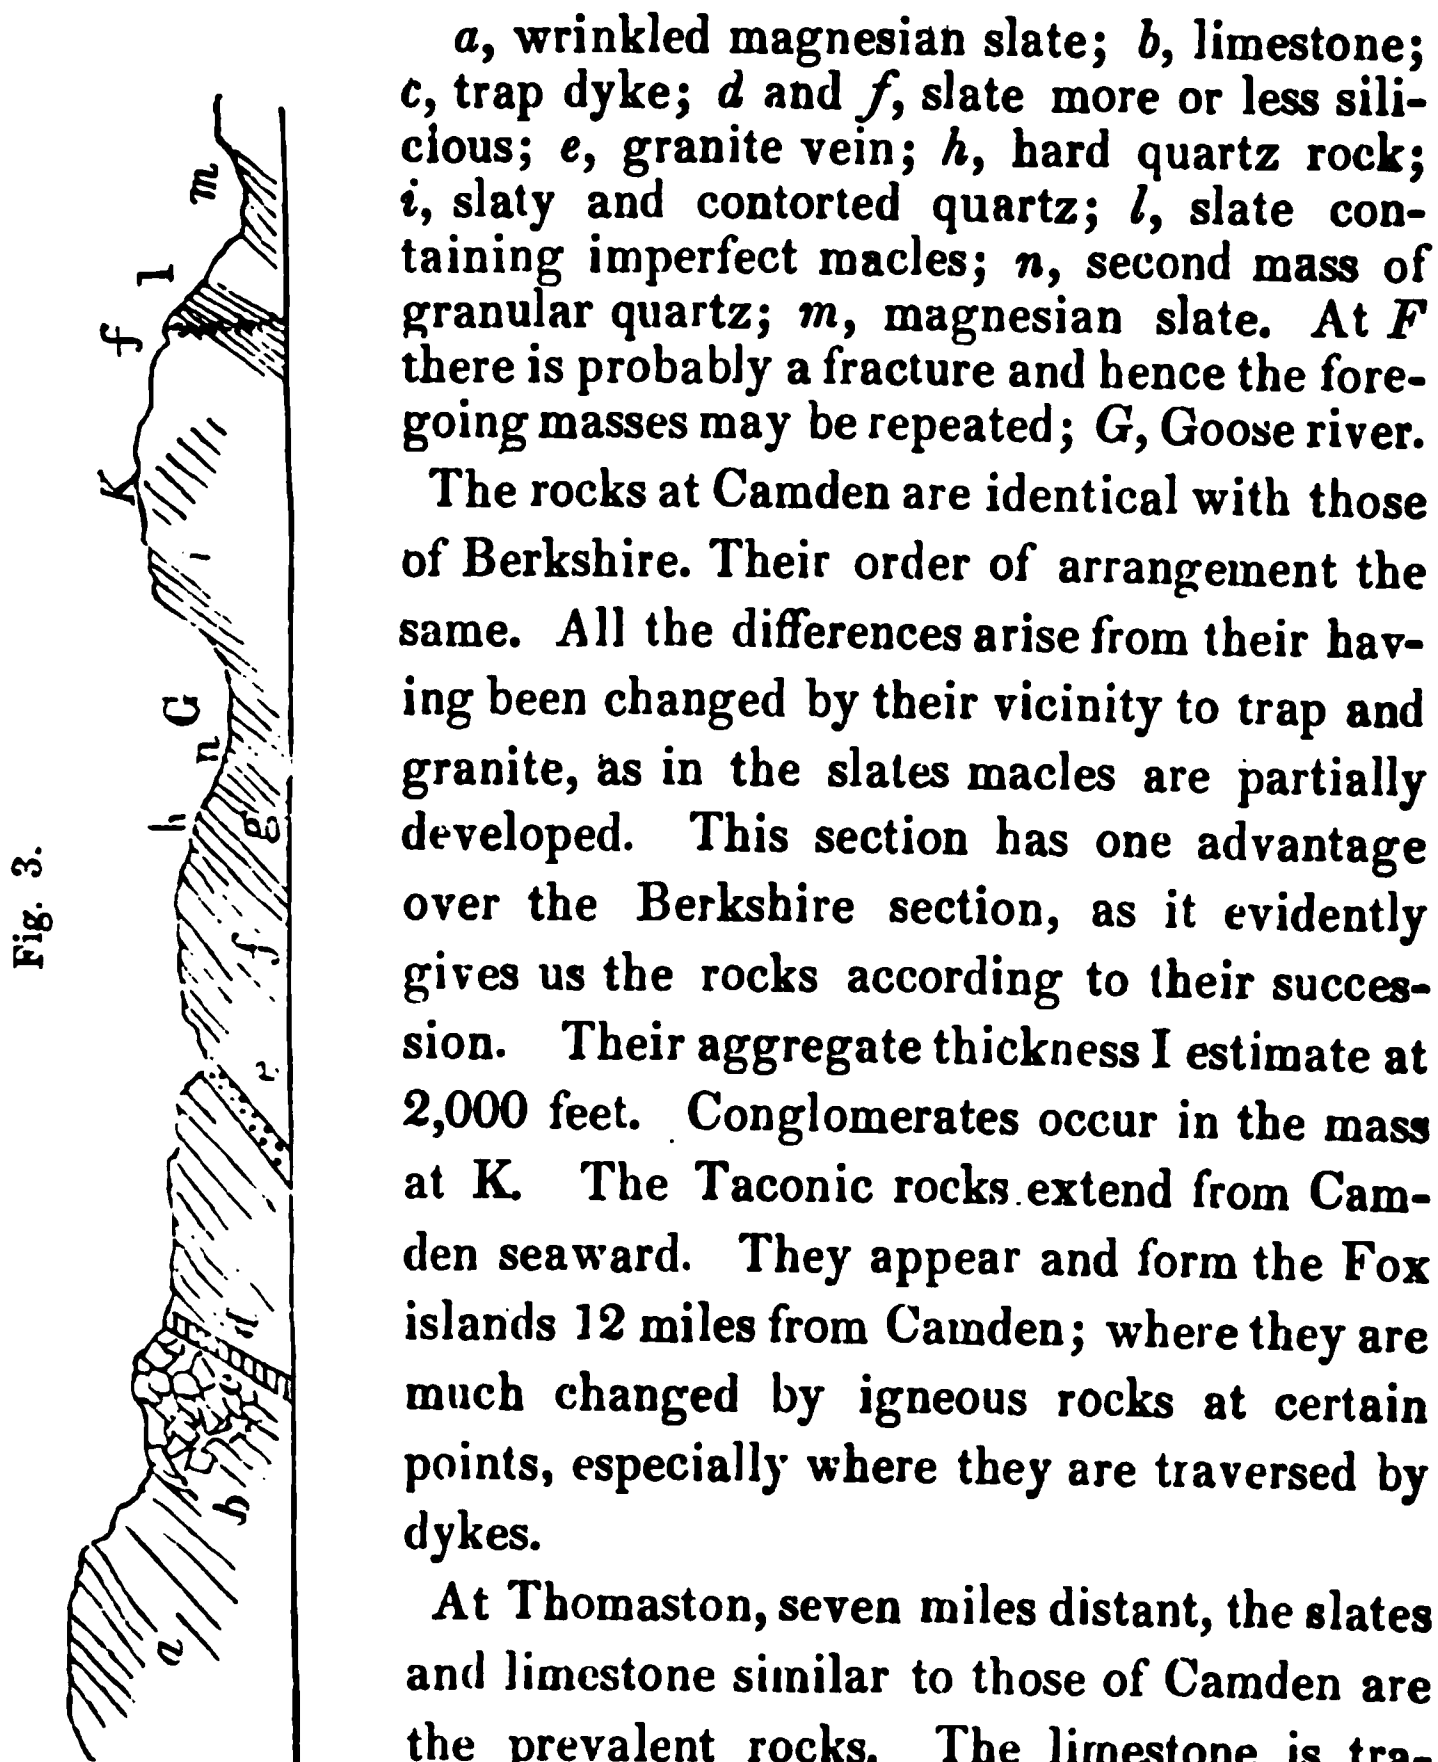 a, wrinkled magnesian slate; b, limestone;
c, trap dyke; d and f, slate more or less sili-
cious; e, granite vein; h, hard quartz rock;
i, slaty and contorted quartz; l, slate con-
taining imperfect macles; n, second mass of
granular quartz; m, magnesian slate. At F
there is probably a fracture and hence the fore-
going masses may be repeated; G, Goose river.
The rocks at Camden are identical with those
of Berkshire. Their order of arrangement the
same. All the differences arise from their hav-
ing been changed by their vicinity to trap and
granite, as in the slates macles are partially
developed. This section has one advantage
over the Berkshire section, as it evidently
gives us the rocks according to their succes-
sion. Their aggregate thickness I estimate at
2,000 feet. Conglomerates occur in the mass
at K. The Taconic rocks extend from Cam-
den seaward. They appear and form the Fox
islands 12 miles from Camden; where they are
much changed by igneous rocks at certain
points, especially where they are traversed by
dykes.
At Thomaston, seven miles distant, the slates
and limestone similar to those of Camden are
the prevalent rocks. The limestone is tra-
Fig. 3.
a
b
c
d
e
f
g
h
n
G
i
K
f
l
m